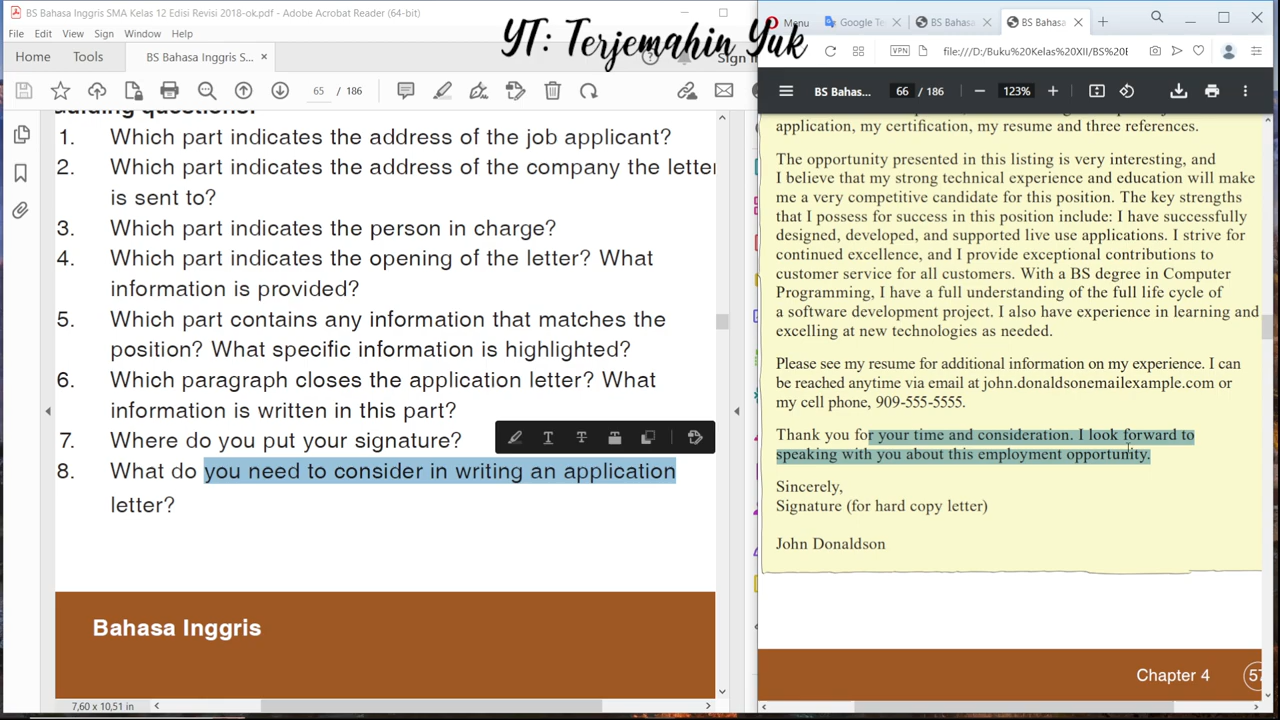 BS Bahasa Inggris SMA Kelas 12 Edisi Revisi 2018-ok.pdf - Adobe Acrobat Reader (64-bit)
File Edit View Sign Window Help
Home Tools BS Bahasa Inggris S... × Sign
YT: Terjemahin Yuk
65 / 186
Guiding questions:
1. Which part indicates the address of the job applicant?
2. Which part indicates the address of the company the letter
is sent to?
3. Which part indicates the person in charge?
4. Which part indicates the opening of the letter? What
information is provided?
5. Which part contains any information that matches the
position? What specific information is highlighted?
6. Which paragraph closes the application letter? What
information is written in this part?
7. Where do you put your signature?
8. What do you need to consider in writing an application
letter?
Bahasa Inggris
7,60 x 10,51 in
Menu Google Te BS Bahasa BS Bahasa
VPN file:///D:/Buku%20Kelas%20XII/BS%20E
BS Bahas... 66 / 186 123%
application, my certification, my resume and three references.
The opportunity presented in this listing is very interesting, and
I believe that my strong technical experience and education will make
me a very competitive candidate for this position. The key strengths
that I possess for success in this position include: I have successfully
designed, developed, and supported live use applications. I strive for
continued excellence, and I provide exceptional contributions to
customer service for all customers. With a BS degree in Computer
Programming, I have a full understanding of the full life cycle of
a software development project. I also have experience in learning and
excelling at new technologies as needed.
Please see my resume for additional information on my experience. I can
be reached anytime via email at john.donaldsonemailexample.com or
my cell phone, 909-555-5555.
Thank you for your time and consideration. I look forward to
speaking with you about this employment opportunity.
Sincerely,
Signature (for hard copy letter)
John Donaldson
Chapter 4 57